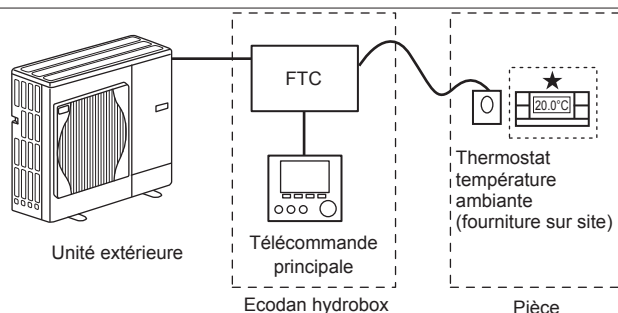 FTC
20.0°C
Thermostat
température
ambiante
(fourniture sur site)
Unité extérieure
Télécommande
principale
Ecodan hydrobox
Pièce